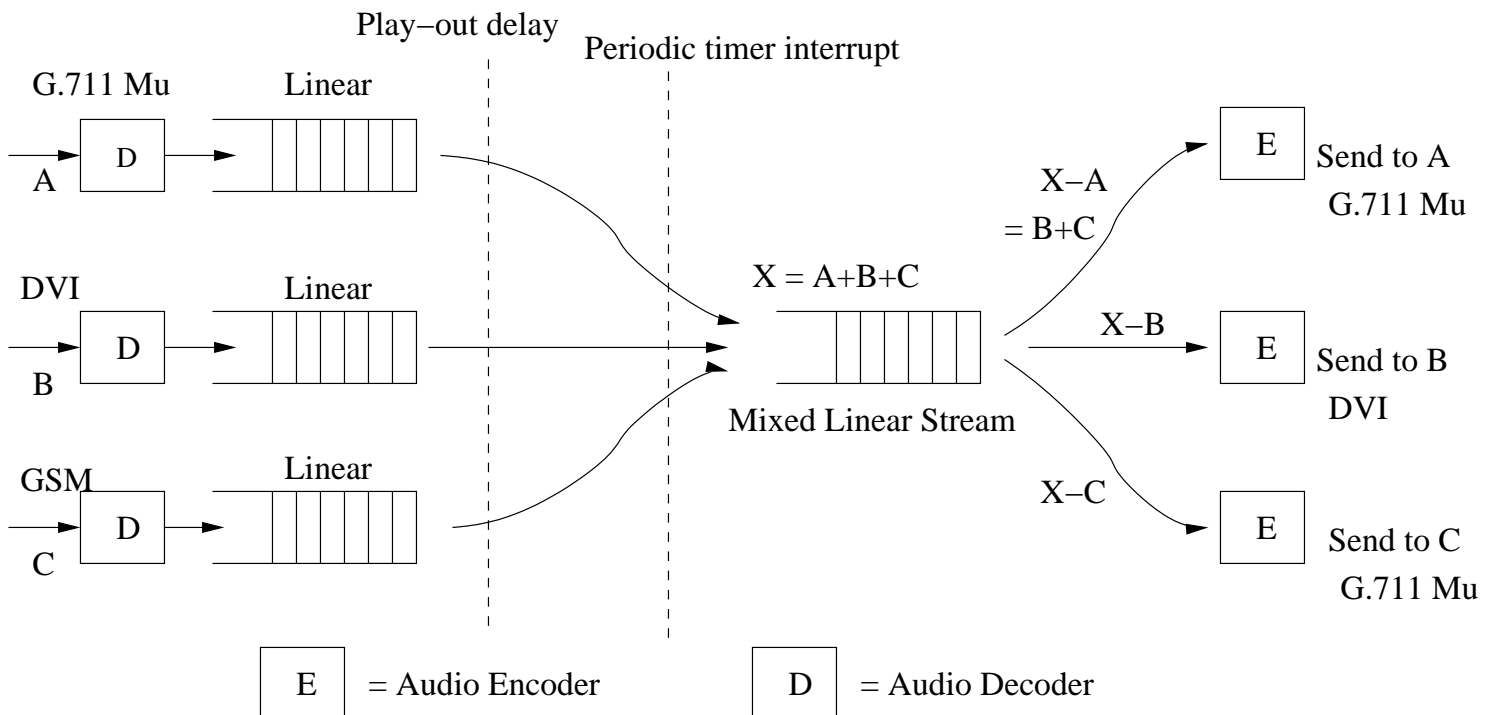 Play−out delay
Periodic timer interrupt
G.711 Mu
Linear
D
A
E
Send to A
G.711 Mu
X−A
= B+C
DVI
Linear
D
B
X = A+B+C
Mixed Linear Stream
X−B
E
Send to B
DVI
GSM
Linear
D
C
X−C
E
Send to C
G.711 Mu
E
= Audio Encoder
D
= Audio Decoder